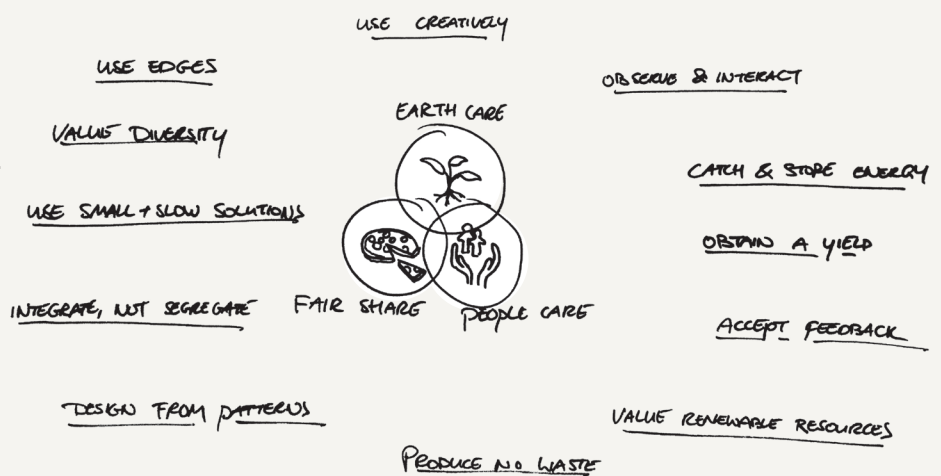 USE CREATIVELY
USE EDGES
OBSERVE & INTERACT
EARTH CARE
VALUE DIVERSITY
CATCH & STORE ENERGY
USE SMALL + SLOW SOLUTIONS
OBTAIN A YIELD
INTEGRATE, NOT SEGREGATE
FAIR SHARE
PEOPLE CARE
ACCEPT FEEDBACK
DESIGN FROM PATTERNS
VALUE RENEWABLE RESOURCES
PRODUCE NO WASTE